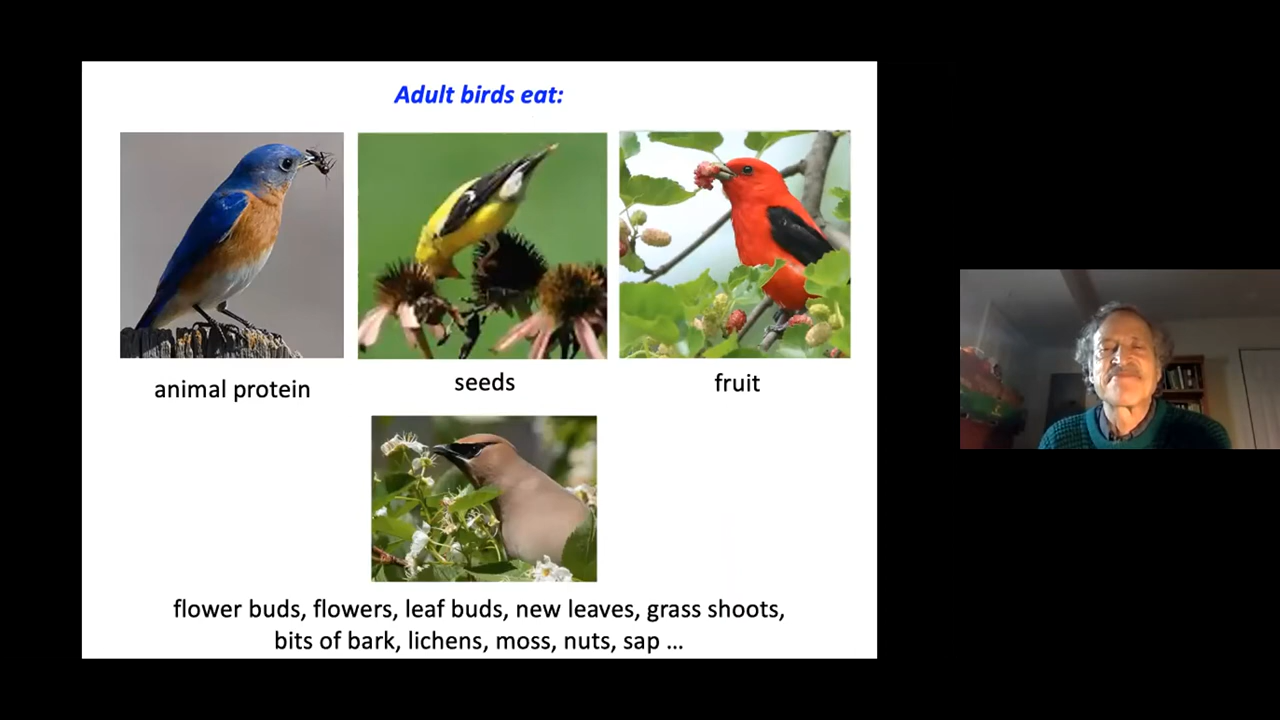 Adult birds eat:
animal protein
seeds
fruit
flower buds, flowers, leaf buds, new leaves, grass shoots,
bits of bark, lichens, moss, nuts, sap ...